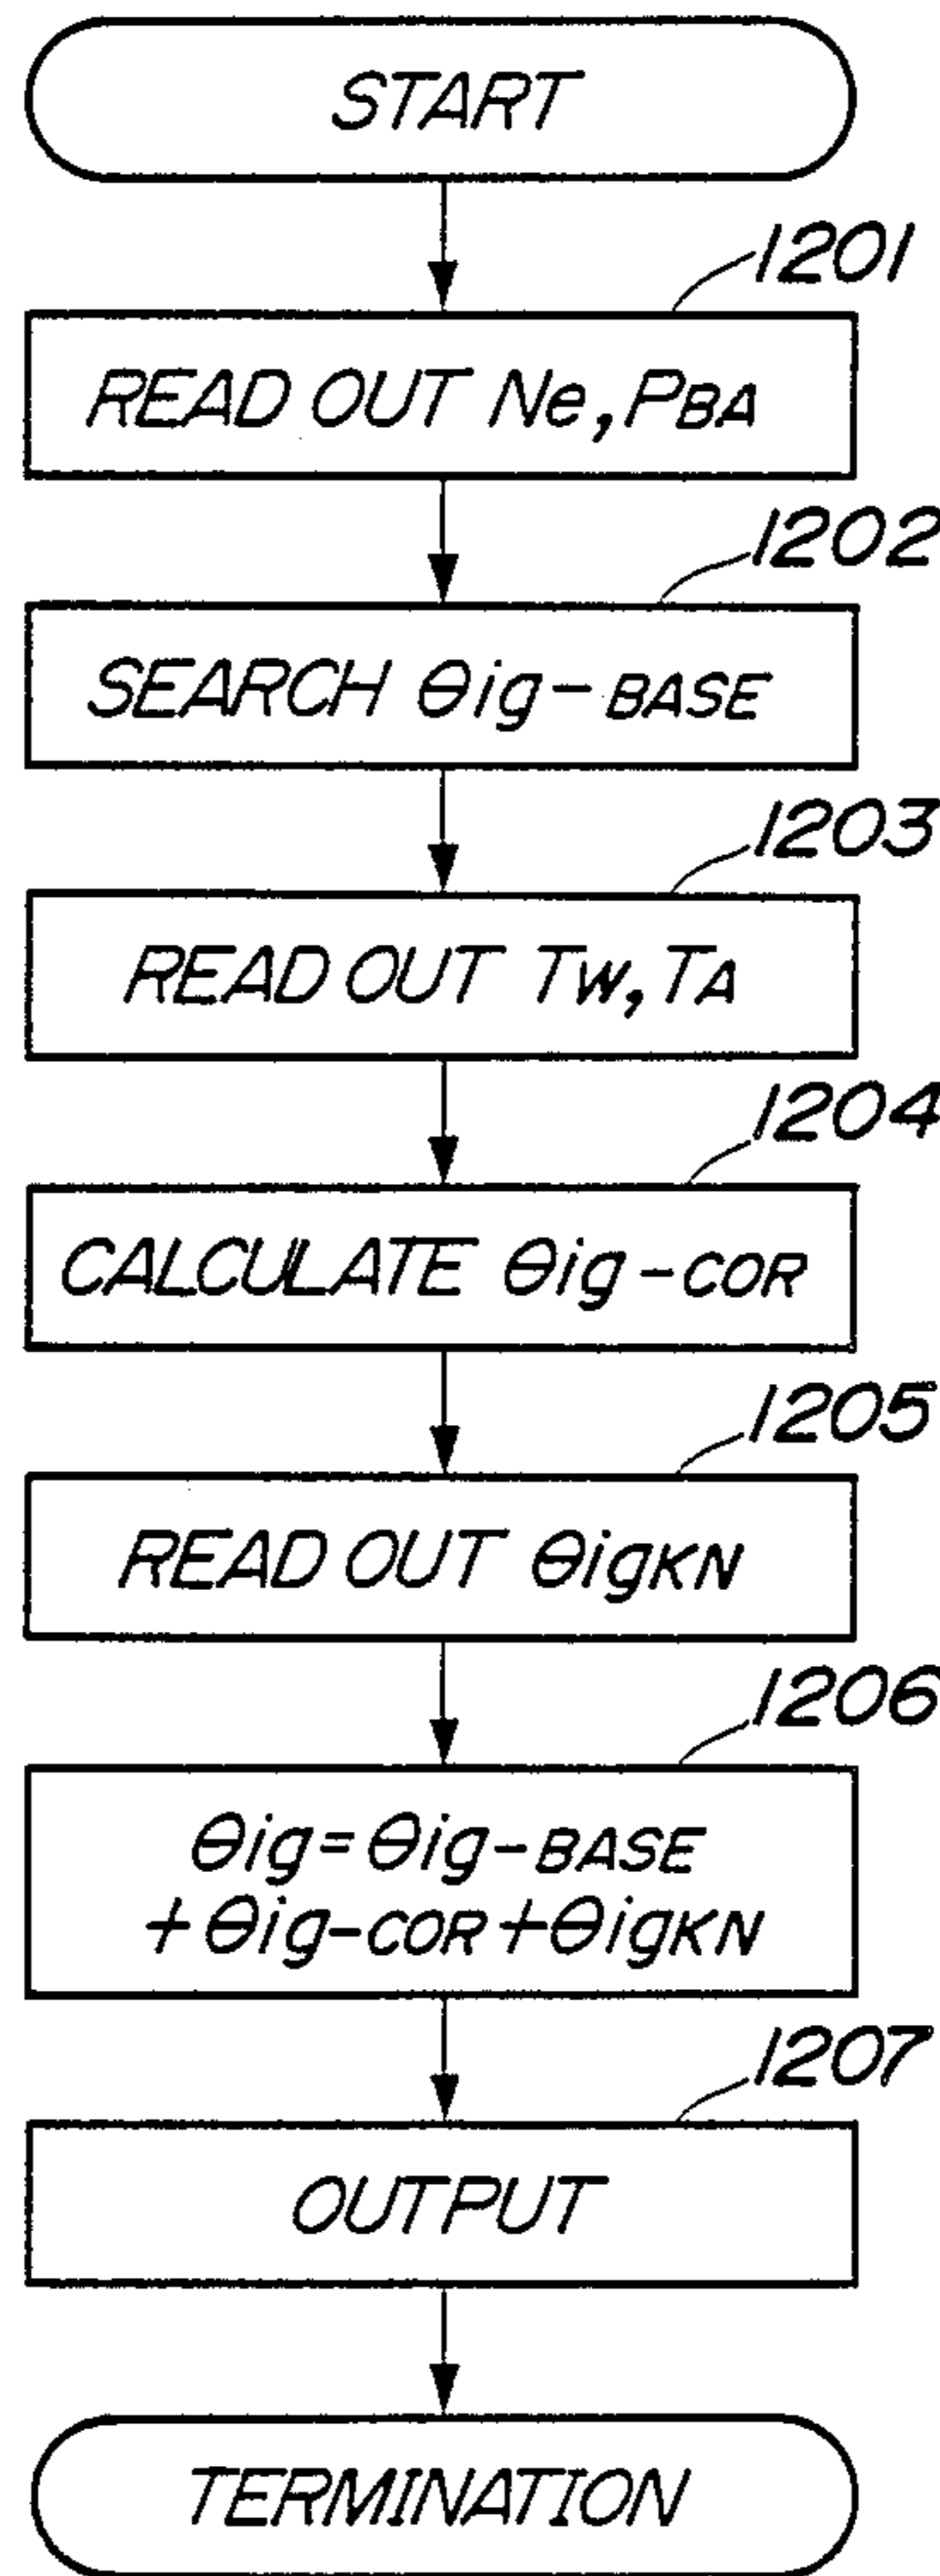 START
1201
READ OUT Ne, PBA
1202
SEARCH θig-BASE
1203
READ OUT TW, TA
1204
CALCULATE θig-COR
1205
READ OUT θigKN
1206
θig=θig-BASE
+θig-COR+θigKN
1207
OUTPUT
TERMINATION